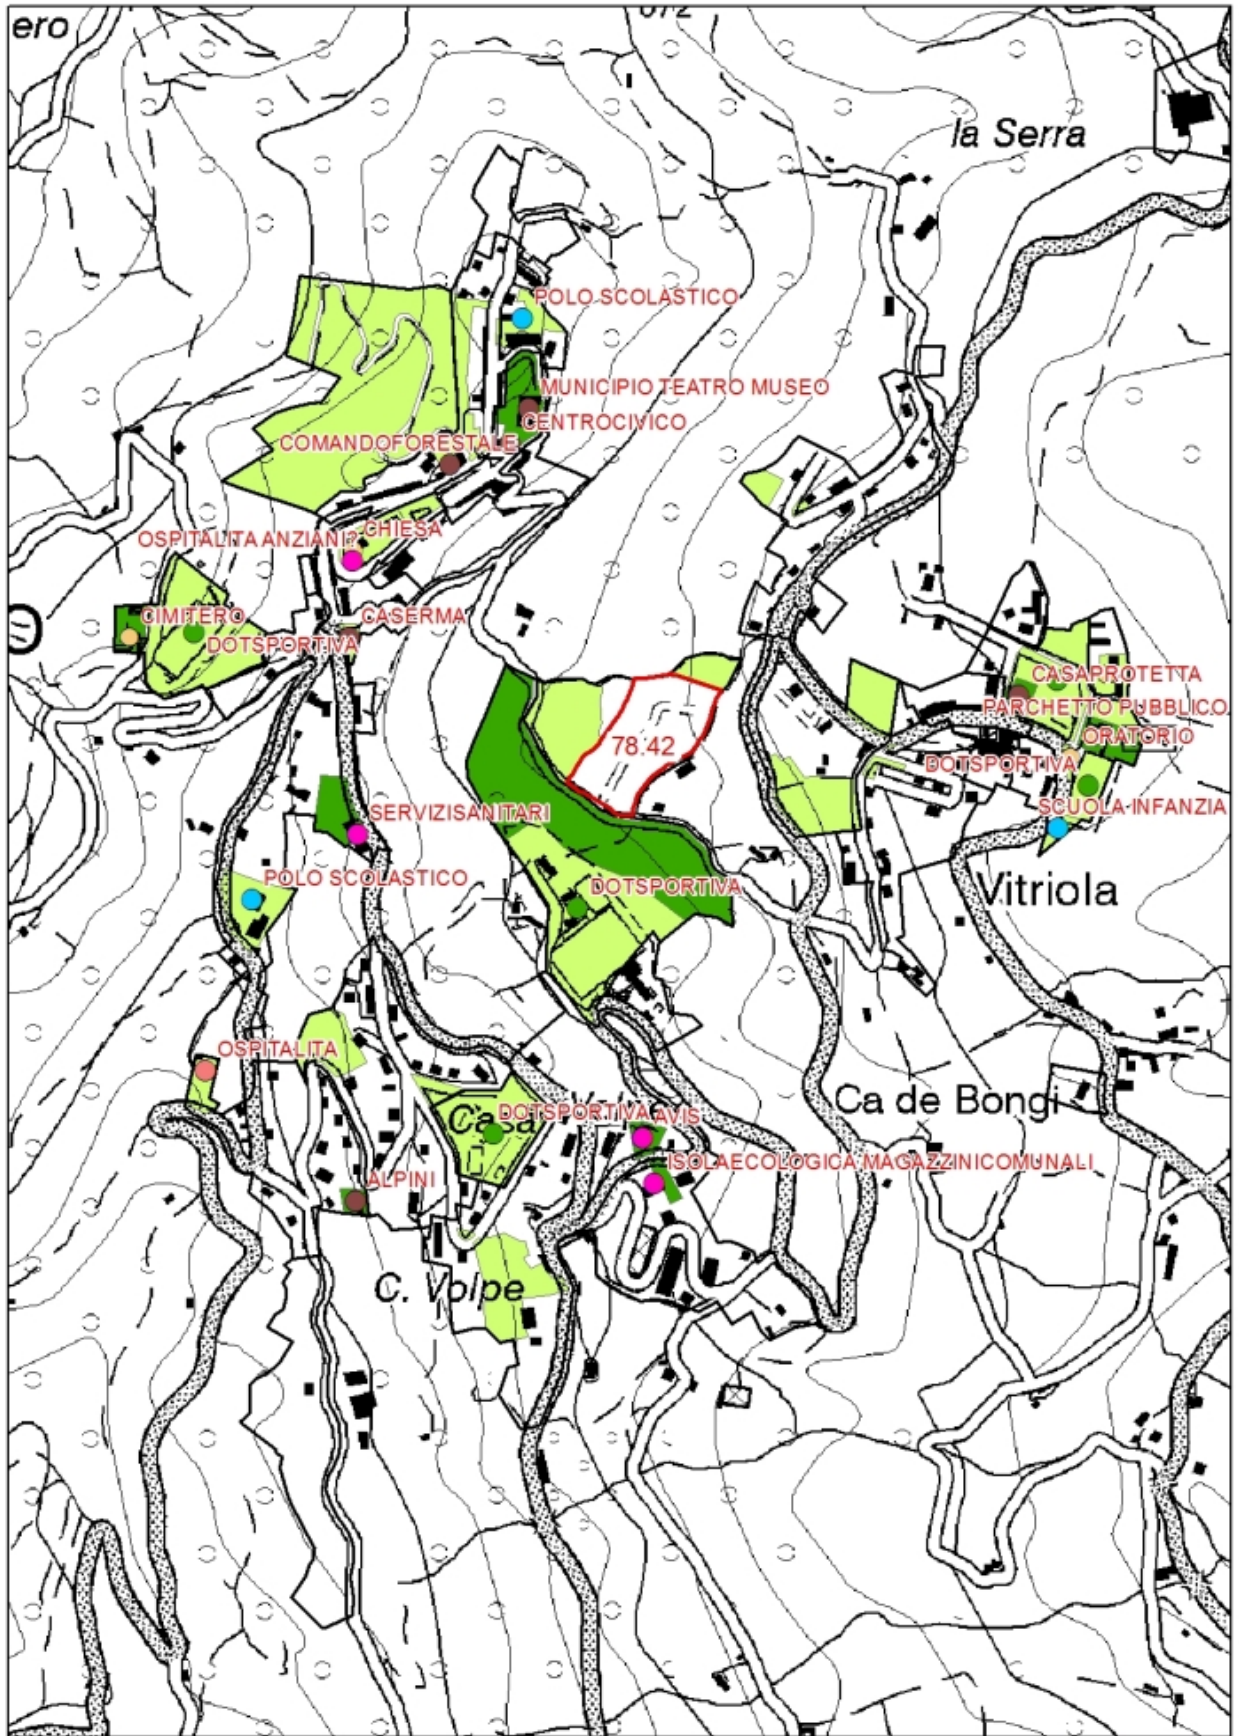 ero
la Serra
POLO SCOLASTICO
MUNICIPIO TEATRO MUSEO
CENTROCIVICO
COMANDOFORESTALE
CHIESA
OSPITALITA ANZIANI?
CIMITERO
CASERMA
DOTSPORTIVA
CASAPROTETTA
PARCHETTO PUBBLICO
ORATORIO
78.42
DOTSPORTIVA
SCUOLA INFANZIA
SERVIZISANITARI
POLO SCOLASTICO
DOTSPORTIVA
Vitriola
OSPITALITA
Ca de Bongi
Casa
DOTSPORTIVA
AVIS
ISOLAECOLOGICA MAGAZZINICOMUNALI
ALPINI
C. Volpe